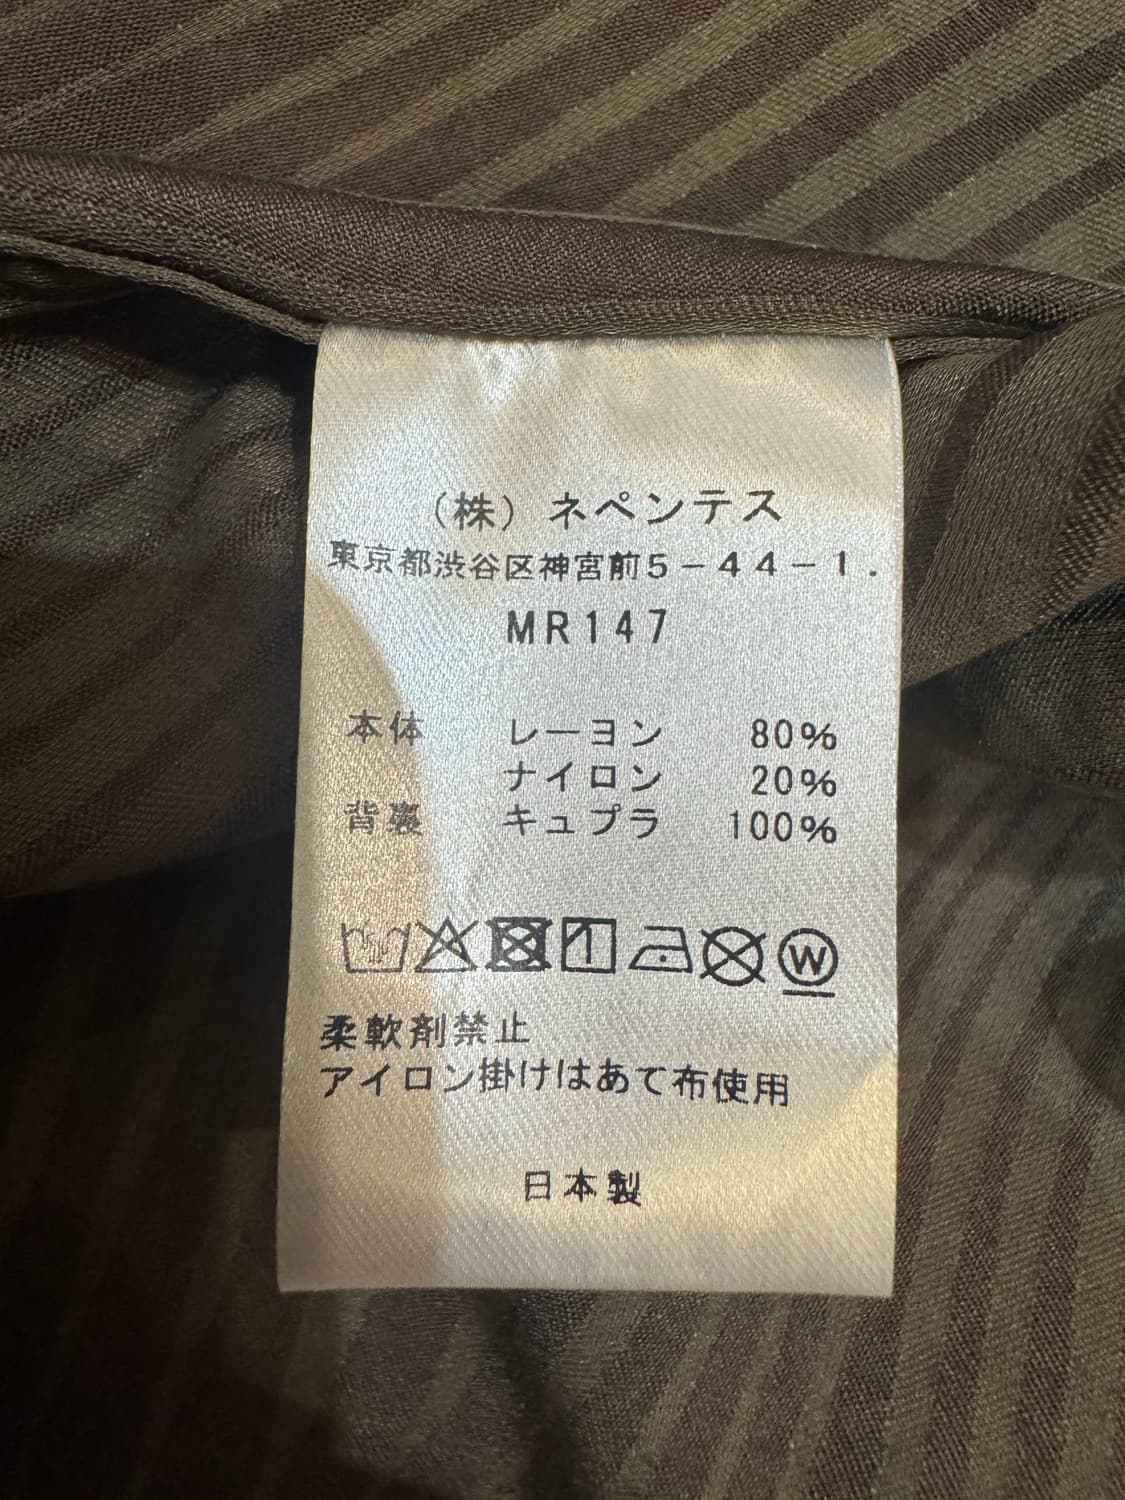 (株) ネペンテス
東京都渋谷区神宮前5-44-1.
MR147
本体 レーヨン 80%
ナイロン 20%
背裏 キュプラ 100%
W
柔軟剤禁止
アイロン掛けはあて布使用
日本製